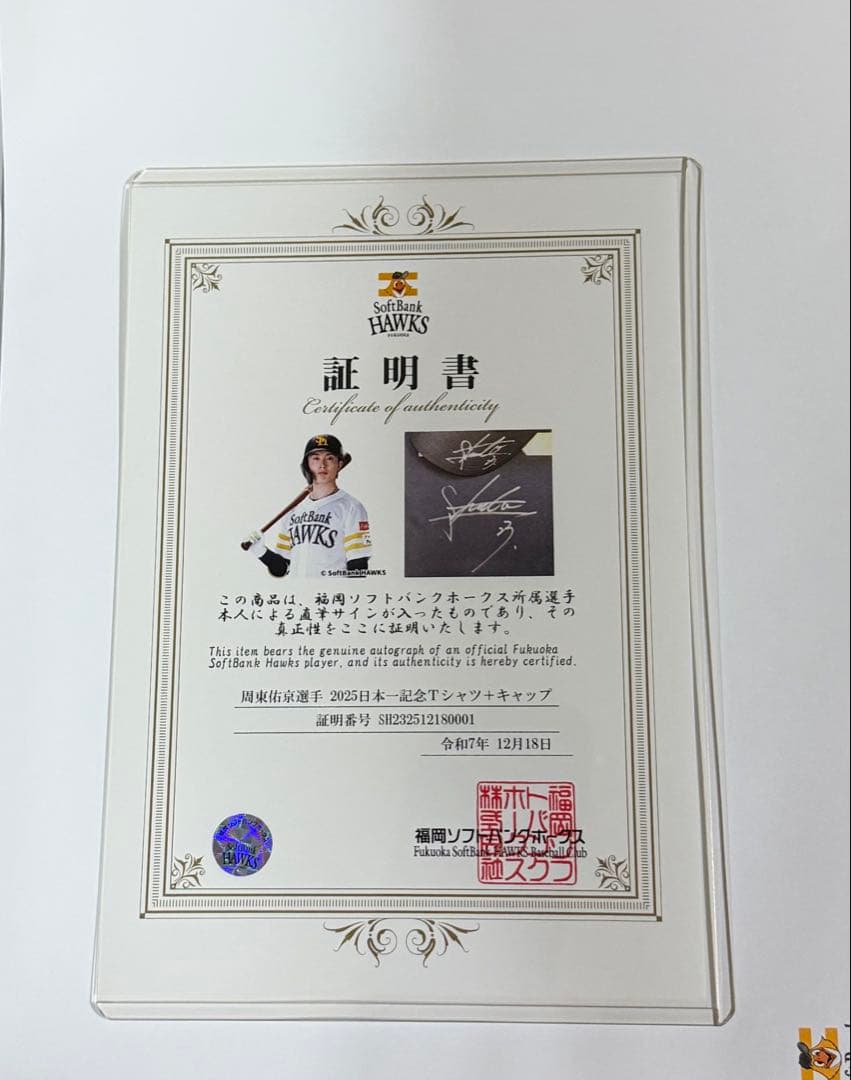 SoftBank
HAWKS
FUKUOKA
証明書
Certificate of authenticity
SoftBank
HAWKS
© SoftBank HAWKS
この商品は、福岡ソフトバンクホークス所属選手
本人による直筆サインが入ったものであり、その
真正性をここに証明いたします。
This item bears the genuine autograph of an official Fukuoka
SoftBank Hawks player, and its authenticity is hereby certified.
周東佑京選手 2025日本一記念Tシャツ+キャップ
証明番号 SH232512180001
令和7年 12月18日
福岡ソフトバンクホークス
Fukuoka SoftBank HAWKS Baseball Club
SoftBank
HAWKS